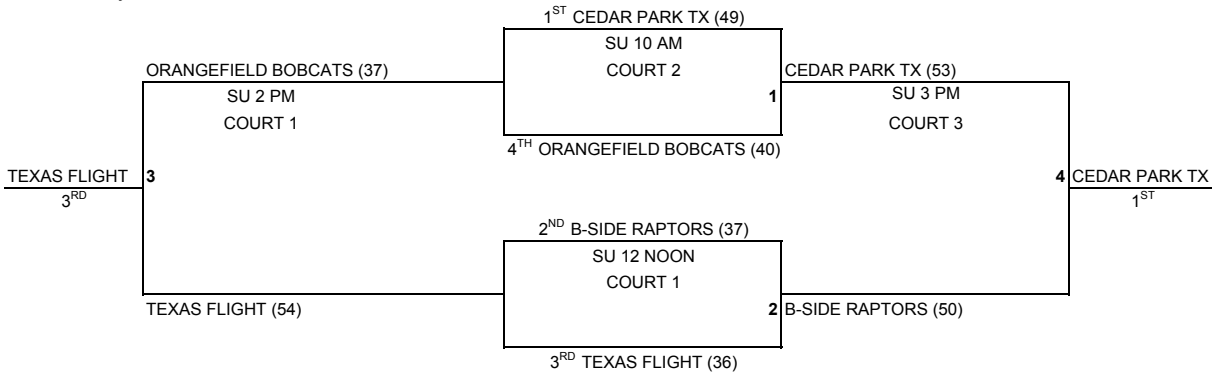 1ST CEDAR PARK TX (49)
SU 10 AM
COURT 2
ORANGEFIELD BOBCATS (37)
CEDAR PARK TX (53)
SU 2 PM
COURT 1
1
SU 3 PM
COURT 3
4TH ORANGEFIELD BOBCATS (40)
TEXAS FLIGHT
3
3RD
4
CEDAR PARK TX
1ST
2ND B-SIDE RAPTORS (37)
SU 12 NOON
COURT 1
TEXAS FLIGHT (54)
2
B-SIDE RAPTORS (50)
3RD TEXAS FLIGHT (36)